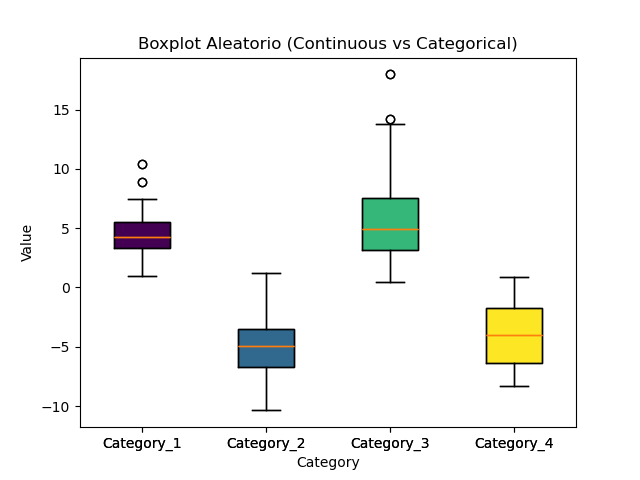 Boxplot Aleatorio (Continuous vs Categorical)
15
10
5
0
−5
−10
Value
Category_1 Category_2 Category_3 Category_4
Category